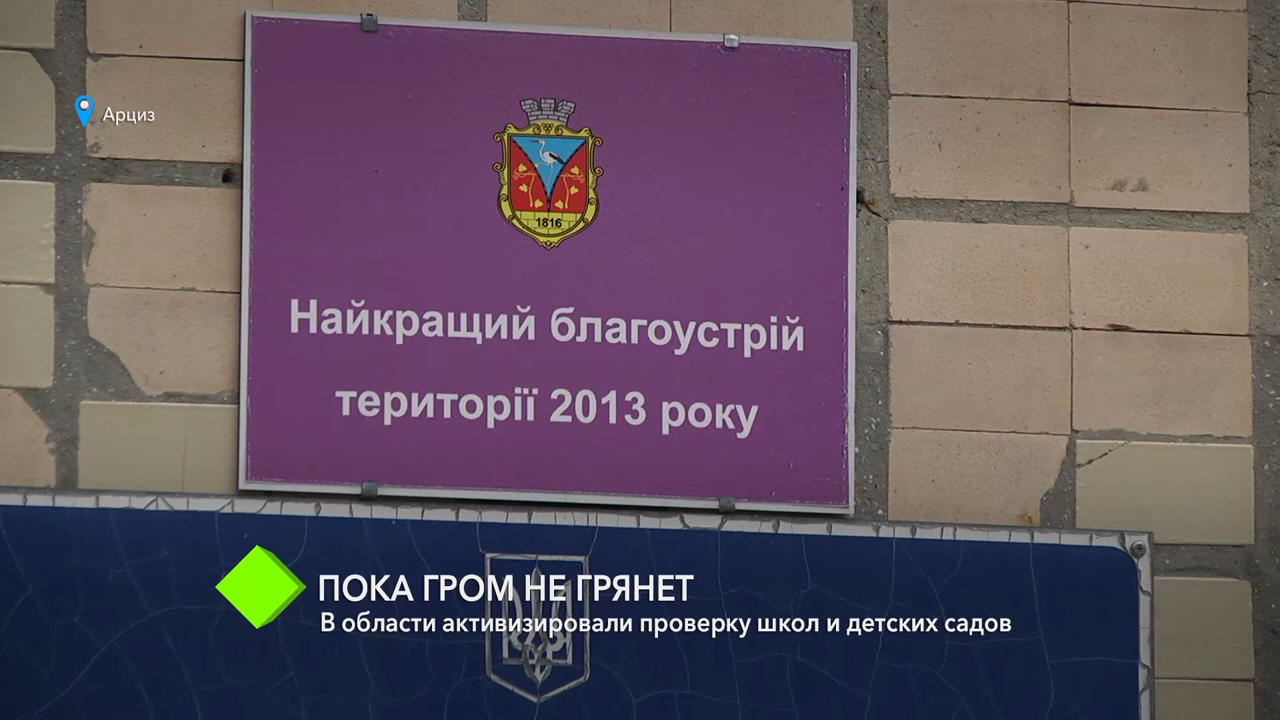 Арциз
1816
Найкращий благоустрій
території 2013 року
ПОКА ГРОМ НЕ ГРЯНЕТ
В области активизировали проверку школ и детских садов